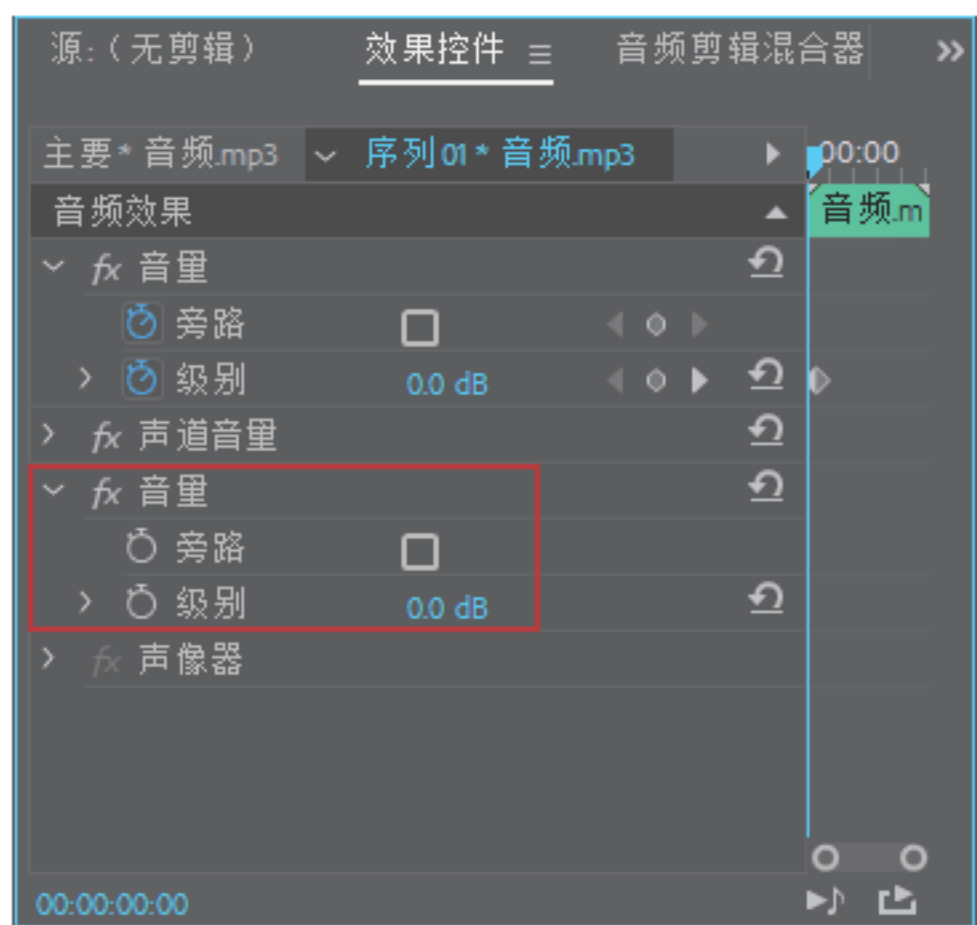 源:（无剪辑） 效果控件 ≡ 音频剪辑混合器 »
主要* 音频.mp3 序列 01 * 音频.mp3 00:00
音频效果 音频.m
fx 音量
旁路
级别 0.0 dB
fx 声道音量
fx 音量
旁路
级别 0.0 dB
fx 声像器
00:00:00:00